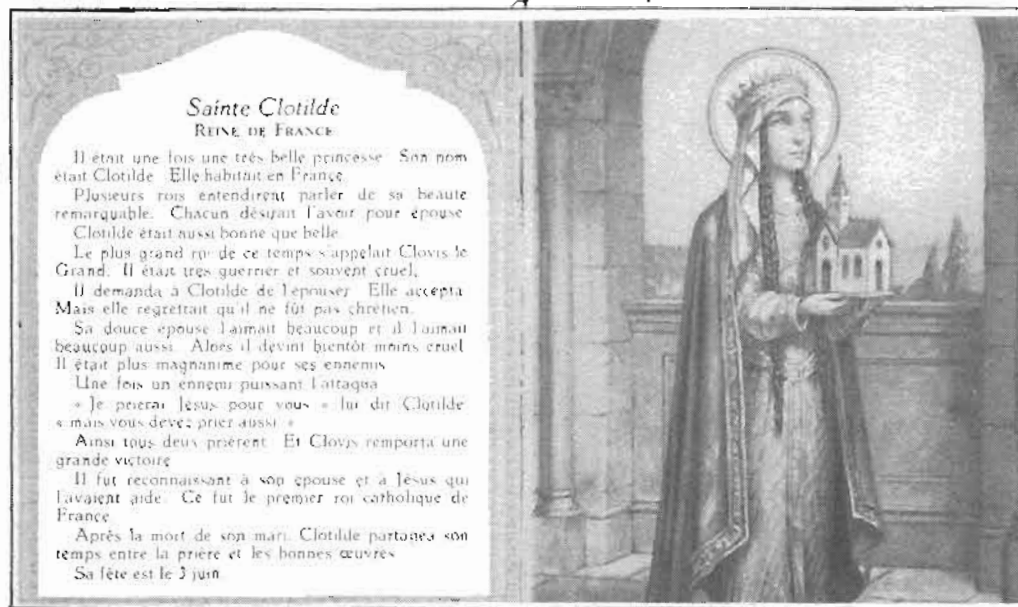 Sainte Clotilde
REINE DE FRANCE
Il était une fois une très belle princesse. Son nom
était Clotilde. Elle habitait en France.
Plusieurs rois entendirent parler de sa beauté
remarquable. Chacun désirait l'avoir pour épouse.
Clotilde était aussi bonne que belle.
Le plus grand roi de ce temps s'appelait Clovis le
Grand. Il était très guerrier et souvent cruel.
Il demanda à Clotilde de l'épouser. Elle accepta.
Mais elle regrettait qu'il ne fût pas chrétien.
Sa douce épouse l'aimait beaucoup et il l'aimait
beaucoup aussi. Alors il devint bientôt moins cruel.
Il était plus magnanime pour ses ennemis.
Une fois un ennemi puissant l'attaqua.
« Je prierai Jésus pour vous » lui dit Clotilde
« mais vous devez prier aussi. »
Ainsi tous deux prièrent. Et Clovis remporta une
grande victoire.
Il fut reconnaissant à son épouse et à Jésus qui
l'avaient aidé. Ce fut le premier roi catholique de
France.
Après la mort de son mari, Clotilde partagea son
temps entre la prière et les bonnes œuvres.
Sa fête est le 3 juin.